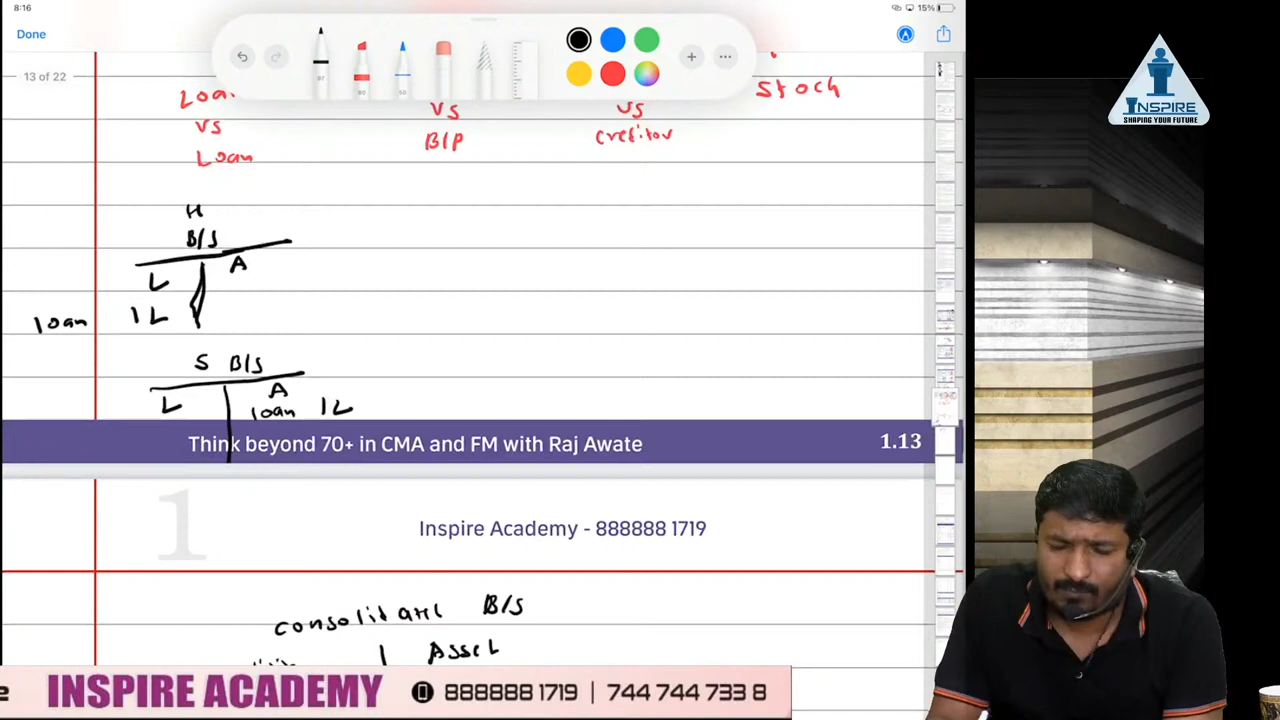 8:16
15%
Done
13 of 22
Loan
vs
Loan
vs
B/P
vs
Creditor
Stock
INSPIRE
SHAPING YOUR FUTURE
H
B/S
L A
Loan 1L
S B/S
L A
Loan 1L
Think beyond 70+ in CMA and FM with Raj Awate 1.13
1
Inspire Academy - 888888 1719
B/S
Asset
INSPIRE ACADEMY 888888 1719 | 744 744 733 8